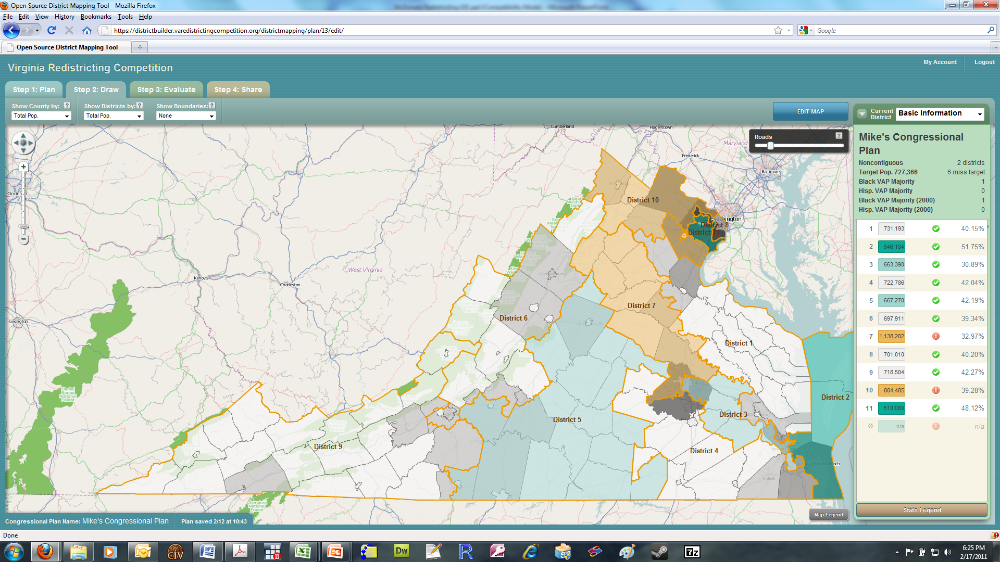 Open Source District Mapping Tool - Mozilla Firefox
File Edit View History Bookmarks Tools Help
https://districtbuilder.varedistrictingcompetition.org/districtmapping/plan/13/edit/
Google
Open Source District Mapping Tool
Virginia Redistricting Competition
My Account
Logout
Step 1: Plan
Step 2: Draw
Step 3: Evaluate
Step 4: Share
Show County by: ?
Total Pop.
Show Districts by: ?
Total Pop.
Show Boundaries: ?
None
EDIT MAP
Current District
Basic Information
Roads ?
Mike's Congressional
Plan
Noncontiguous 2 districts
Target Pop. 727,366 6 miss target
Black VAP Majority 1
Hisp. VAP Majority 0
Black VAP Majority (2000) 1
Hisp. VAP Majority (2000) 0
1 731,193 40.15%
2 646,184 51.75%
3 663,390 30.89%
4 722,786 42.04%
5 667,270 42.19%
6 697,911 39.34%
7 1,138,202 32.97%
8 701,010 40.20%
9 718,504 42.27%
10 804,485 39.28%
11 510,089 48.12%
Ø n/a n/a
Stats Legend
Cumberland
Hagerstown
Maryland
Frederick
Baltimore
District 10
District 8
West Virginia
Kenova
Charleston
Lexington
District 7
District 6
District 1
District 2
District 5
District 3
District 9
District 4
Daniel
Boone
National
Forest
Cherokee
National
Forest
Suffolk
Map Legend
Congressional Plan Name: Mike's Congressional Plan
Plan saved 2/12 at 10:43
Done
6:25 PM
2/17/2011